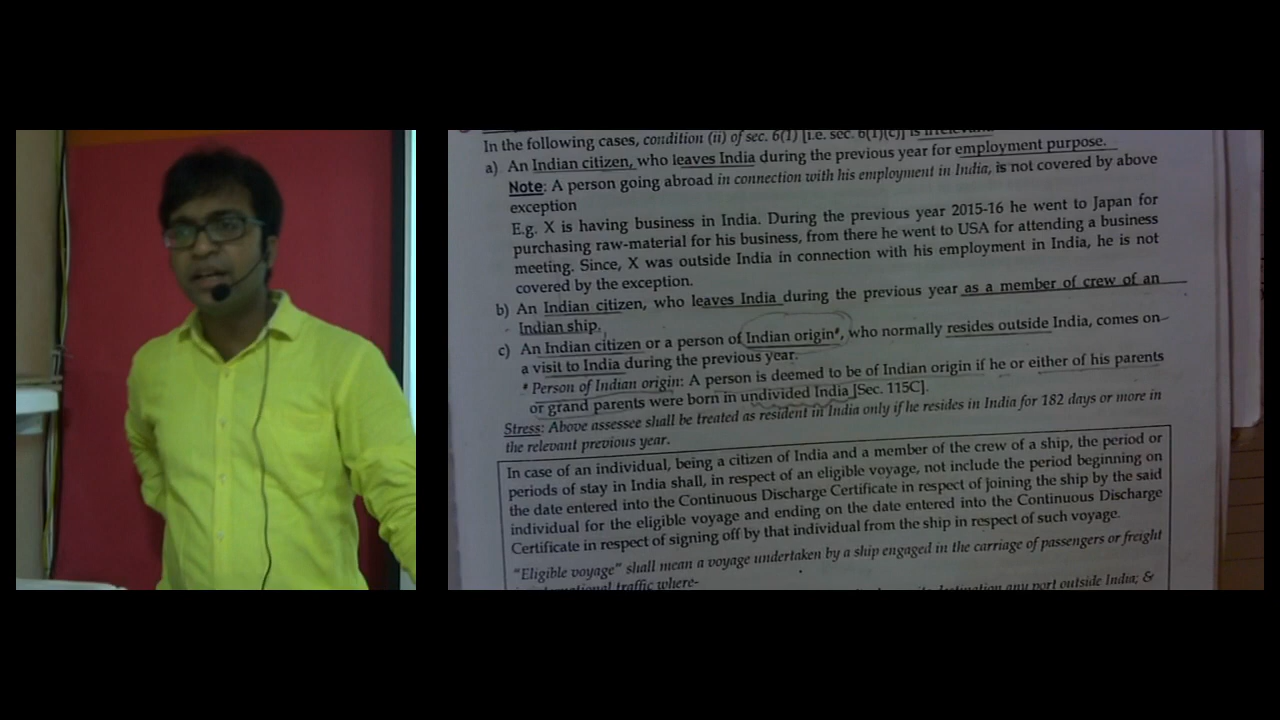 In the following cases, condition (ii) of sec. 6(1) [i.e. sec. 6(1)(c)] is irrelevant.
a) An Indian citizen, who leaves India during the previous year for employment purpose.
Note: A person going abroad in connection with his employment in India, is not covered by above
exception
E.g. X is having business in India. During the previous year 2015-16 he went to Japan for
purchasing raw-material for his business, from there he went to USA for attending a business
meeting. Since, X was outside India in connection with his employment in India, he is not
covered by the exception.
b) An Indian citizen, who leaves India during the previous year as a member of crew of an
Indian ship.
c) An Indian citizen or a person of Indian origin#, who normally resides outside India, comes on
a visit to India during the previous year.
# Person of Indian origin: A person is deemed to be of Indian origin if he or either of his parents
or grand parents were born in undivided India [Sec. 115C].
Stress: Above assessee shall be treated as resident in India only if he resides in India for 182 days or more in
the relevant previous year.
In case of an individual, being a citizen of India and a member of the crew of a ship, the period or
periods of stay in India shall, in respect of an eligible voyage, not include the period beginning on
the date entered into the Continuous Discharge Certificate in respect of joining the ship by the said
individual for the eligible voyage and ending on the date entered into the Continuous Discharge
Certificate in respect of signing off by that individual from the ship in respect of such voyage.
"Eligible voyage" shall mean a voyage undertaken by a ship engaged in the carriage of passengers or freight
traffic where-
destination any port outside India; &